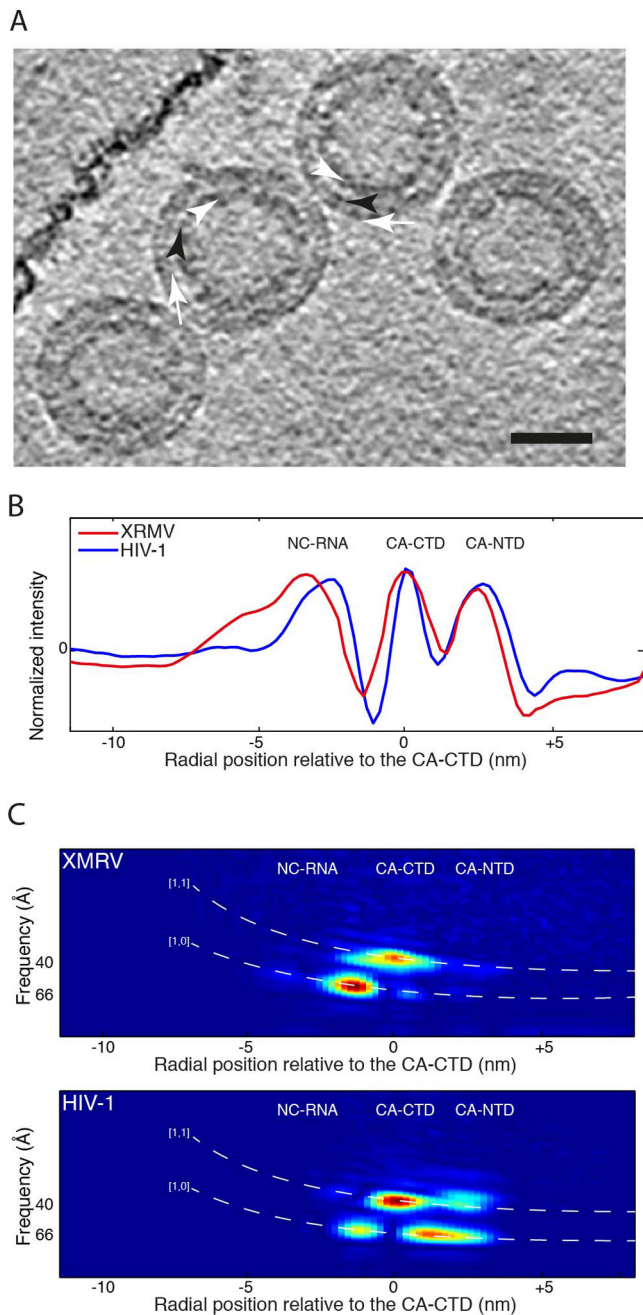 A
B
XRMV
HIV-1
NC-RNA CA-CTD CA-NTD
Normalized intensity
0
-10 -5 0 +5
Radial position relative to the CA-CTD (nm)
C
XMRV
NC-RNA CA-CTD CA-NTD
[1,1]
[1,0]
Frequency (Å)
40
66
-10 0 +5
Radial position relative to the CA-CTD (nm)
HIV-1
NC-RNA CA-CTD CA-NTD
[1,1]
[1,0]
Frequency (Å)
40
66
-10 0 +5
Radial position relative to the CA-CTD (nm)